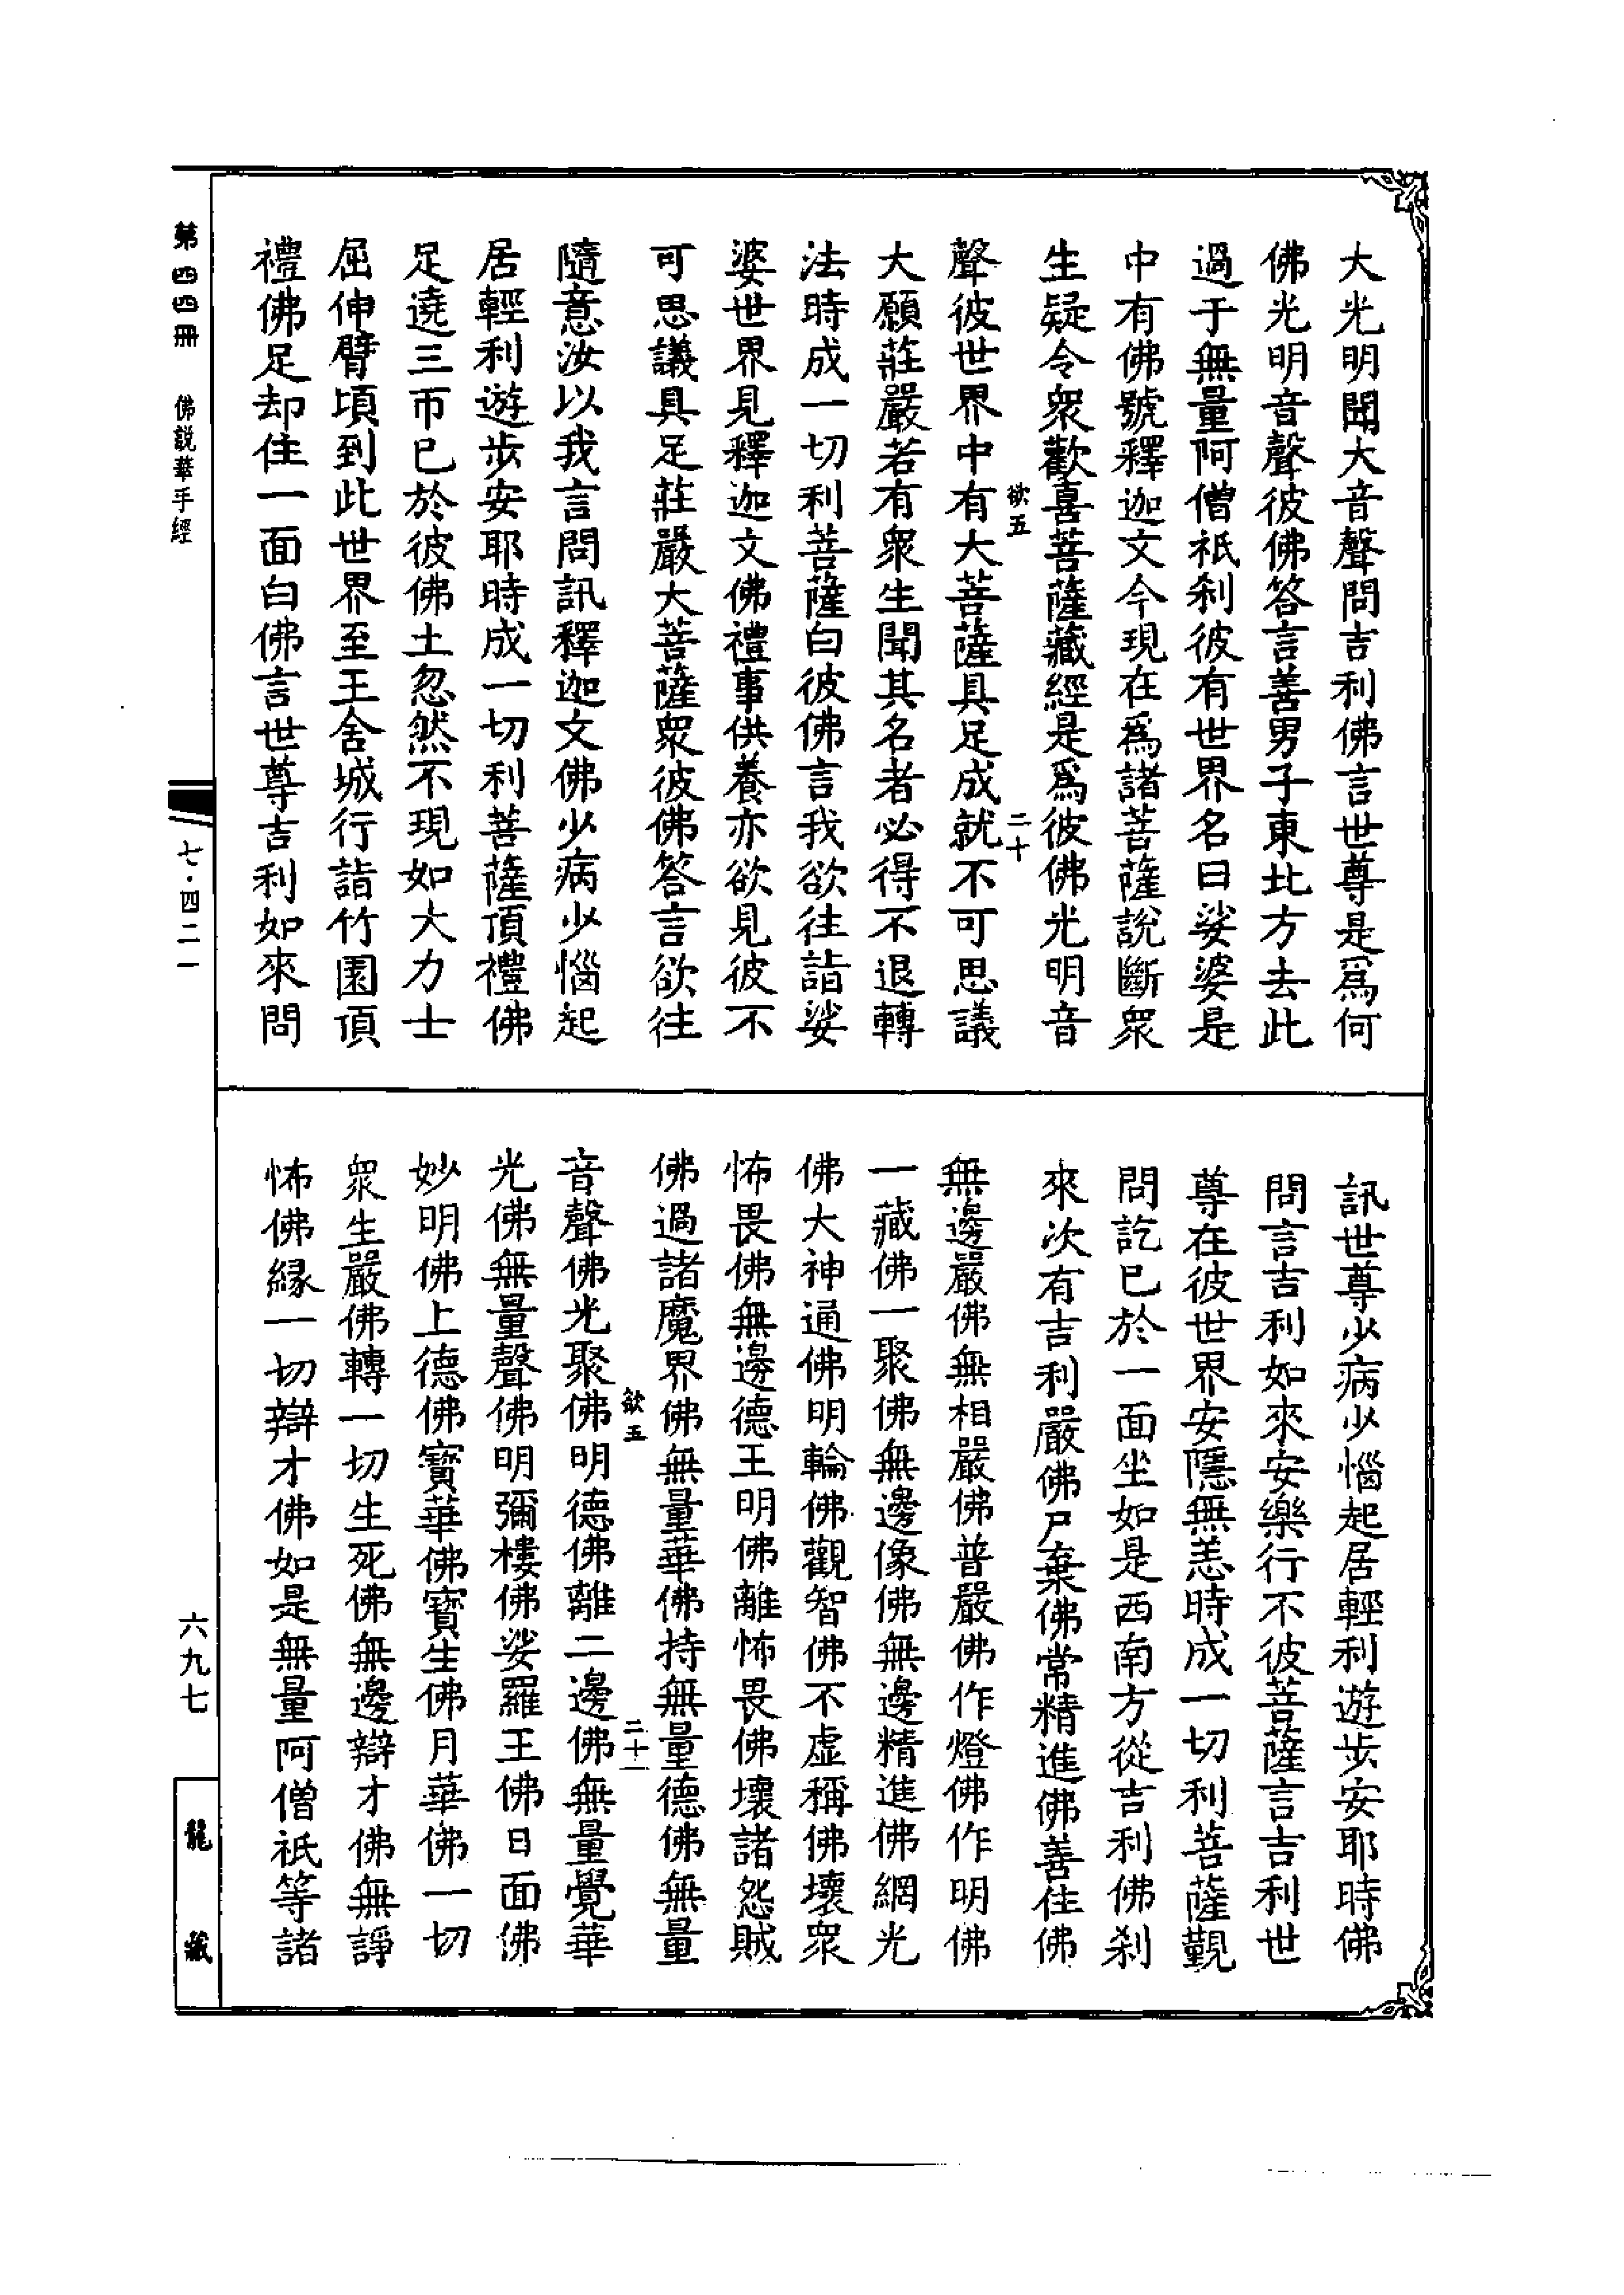 大光明聞大音聲問吉利佛言世尊是爲何
佛光明音聲彼佛答言善男子東北方去此
過于無量阿僧祇刹彼有世界名曰娑婆是
中有佛號釋迦文今現在爲諸菩薩說斷衆
生疑令衆歡喜菩薩藏經是爲彼佛光明音
欲五
二十
聲彼世界中有大菩薩具足成就不可思議
大願莊嚴若有衆生聞其名者必得不退轉
法時成一切利菩薩白彼佛言我欲往詣娑
婆世界見釋迦文佛禮事供養亦欲見彼不
可思議具足莊嚴大菩薩衆彼佛答言欲往
隨意汝以我言問訊釋迦文佛少病少惱起
居輕利遊步安耶時成一切利菩薩頂禮佛
足遶三帀已於彼佛土忽然不現如大力士
屈伸臂頃到此世界至王舍城行詣竹園頂
禮佛足却住一面白佛言世尊吉利如來問
訊世尊少病少惱起居輕利遊步安耶時佛
問言吉利如來安樂行不彼菩薩言吉利世
尊在彼世界安隱無恙時成一切利菩薩覲
問訖已於一面坐如是西南方從吉利佛刹
來次有吉利嚴佛尸棄佛常精進佛善住佛
無邊嚴佛無相嚴佛普嚴佛作燈佛作明佛
一藏佛一聚佛無邊像佛無邊精進佛網光
佛大神通佛明輪佛觀智佛不虛稱佛壞衆
怖畏佛無邊德王明佛離怖畏佛壞諸怨賊
佛過諸魔界佛無量華佛持無量德佛無量
欲五
二十一
音聲佛光聚佛明德佛離二邊佛無量覺華
光佛無量聲佛明彌樓佛娑羅王佛日面佛
妙明佛上德佛寶華佛寶生佛月華佛一切
衆生嚴佛轉一切生死佛無邊辯才佛無諍
怖佛緣一切辯才佛如是無量阿僧祇等諸
第四四冊 佛說華手經
七·四二一
六九七
龍藏